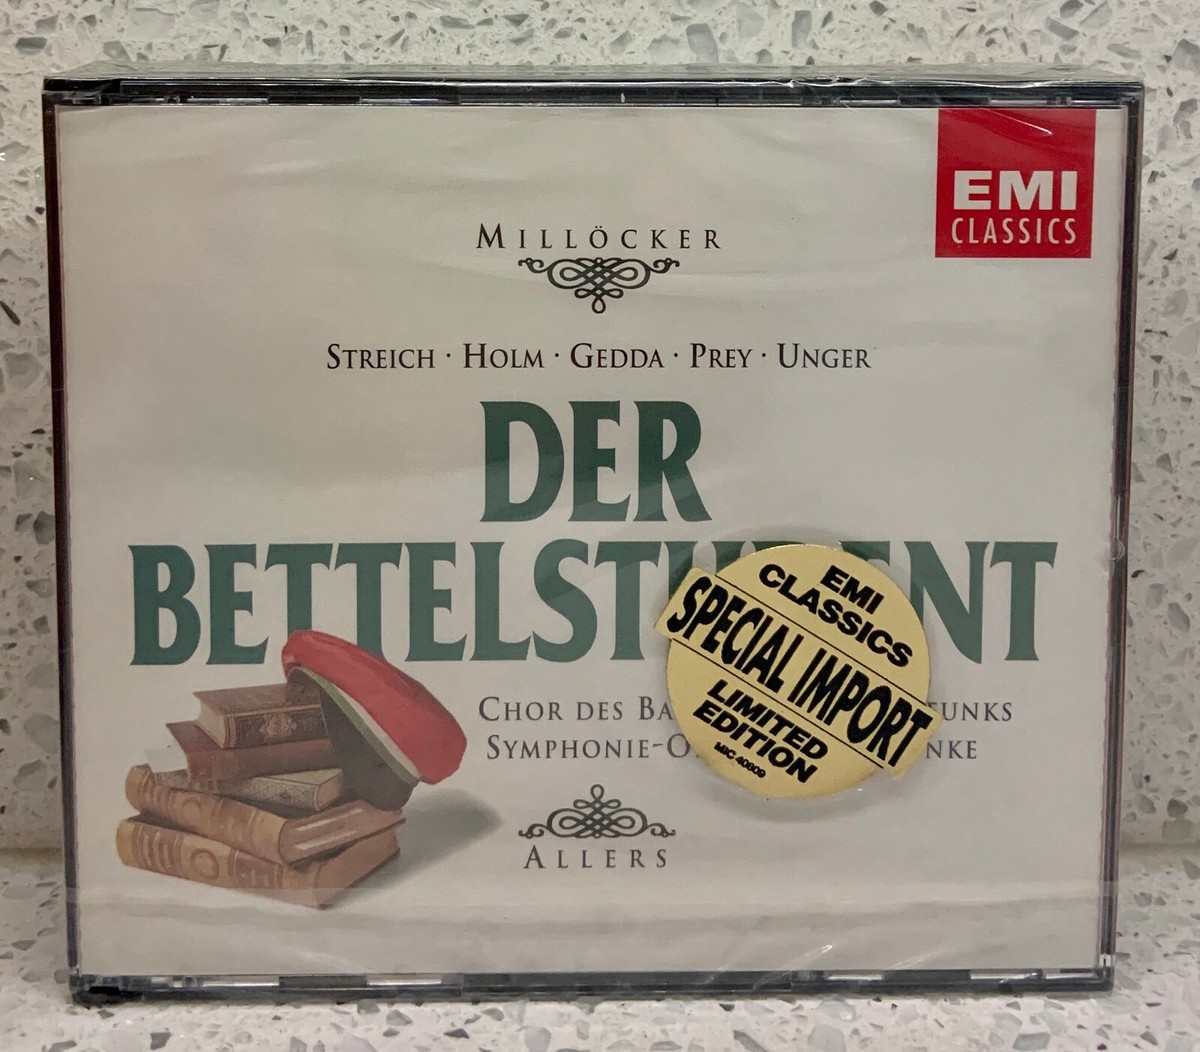 EMI
CLASSICS
MILLÖCKER
STREICH · HOLM · GEDDA · PREY · UNGER
DER
BETTELST ENT
CHOR DES BA UNKS
SYMPHONIE-O NKE
ALLERS
EMI
CLASSICS
SPECIAL IMPORT
LIMITED
EDITION